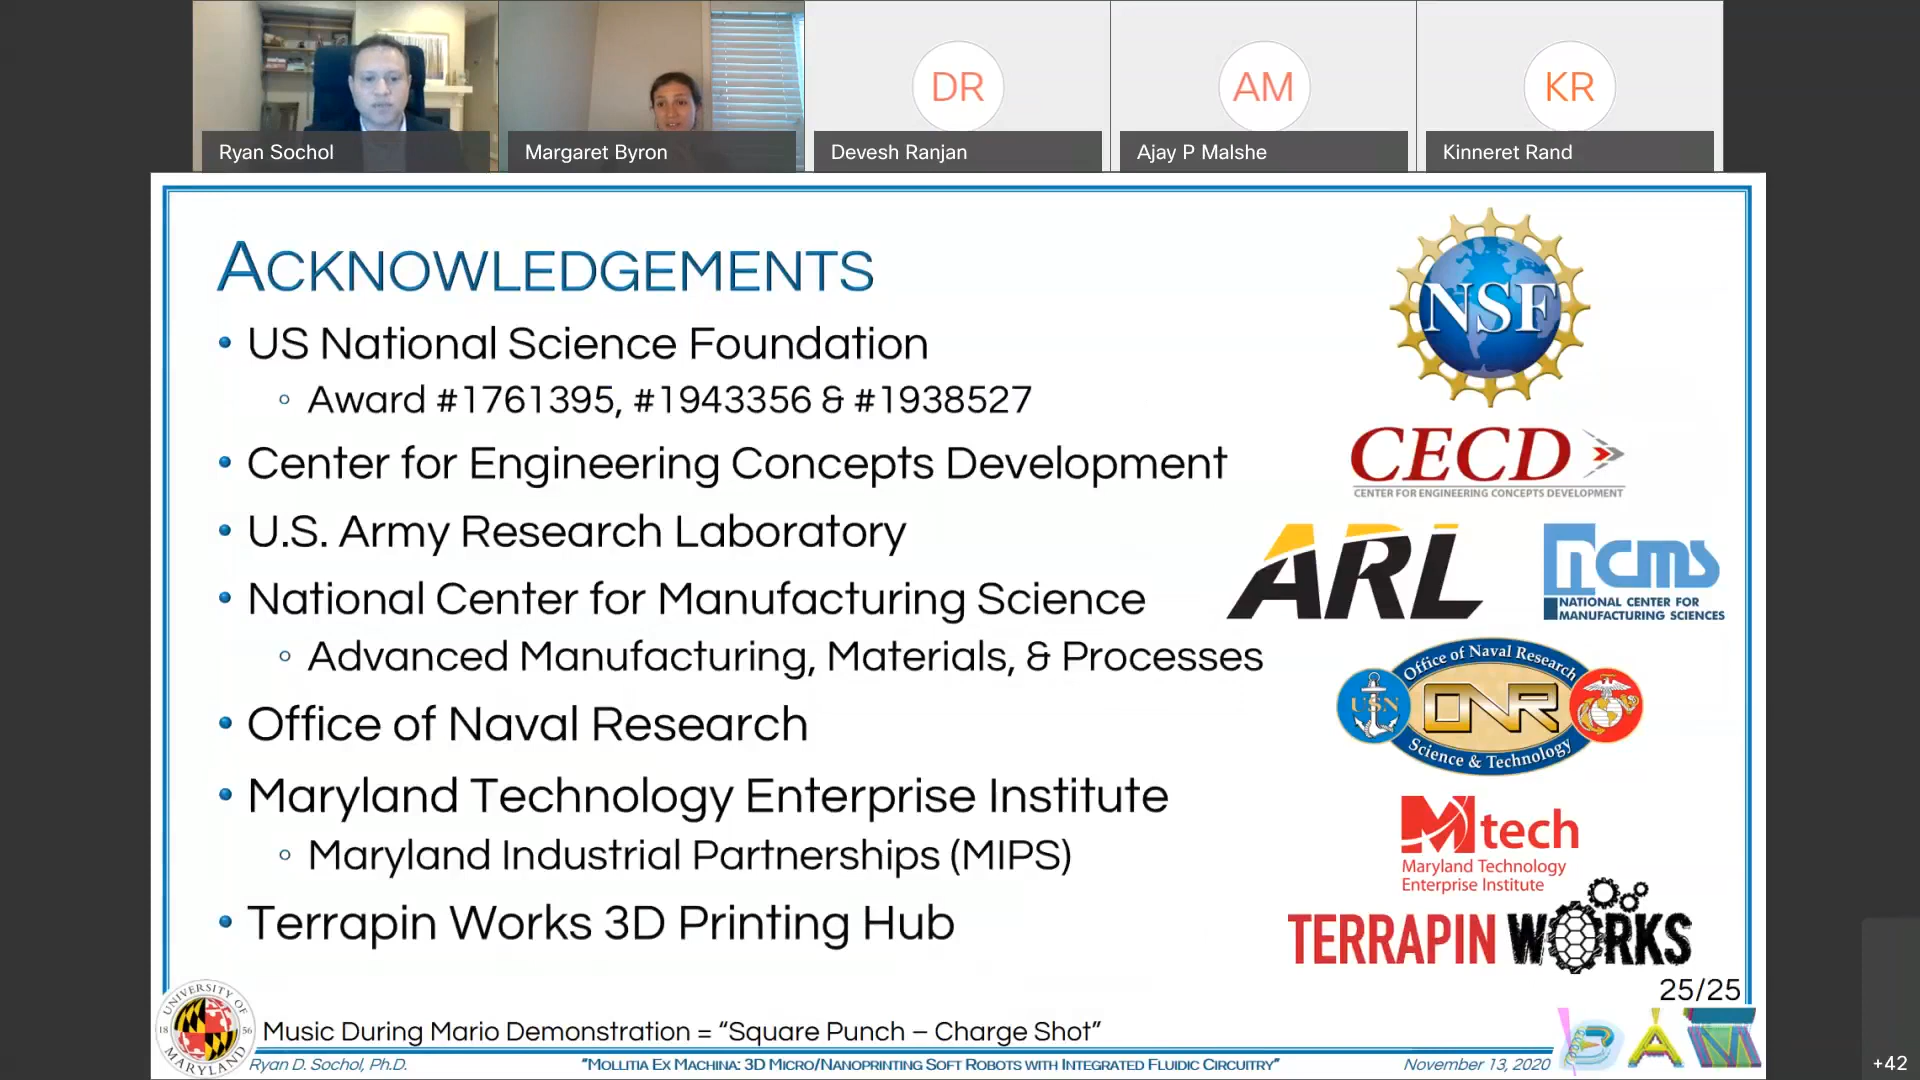 DR
AM
KR
Ryan Sochol
Margaret Byron
Devesh Ranjan
Ajay P Malshe
Kinneret Rand
ACKNOWLEDGEMENTS
• US National Science Foundation
◦ Award #1761395, #1943356 & #1938527
• Center for Engineering Concepts Development
• U.S. Army Research Laboratory
• National Center for Manufacturing Science
◦ Advanced Manufacturing, Materials, & Processes
• Office of Naval Research
• Maryland Technology Enterprise Institute
◦ Maryland Industrial Partnerships (MIPS)
• Terrapin Works 3D Printing Hub
NSF
CECD
CENTER FOR ENGINEERING CONCEPTS DEVELOPMENT
ARL
ncms
NATIONAL CENTER FOR
MANUFACTURING SCIENCES
Office of Naval Research
USN
ONR
Science & Technology
Mtech
Maryland Technology
Enterprise Institute
TERRAPIN WORKS
25/25
UNIVERSITY OF
18 56
MARYLAND
Music During Mario Demonstration = “Square Punch – Charge Shot”
Ryan D. Sochol, Ph.D.
“MOLLITIA EX MACHINA: 3D MICRO/NANOPRINTING SOFT ROBOTS WITH INTEGRATED FLUIDIC CIRCUITRY”
November 13, 2020
BAM
+42